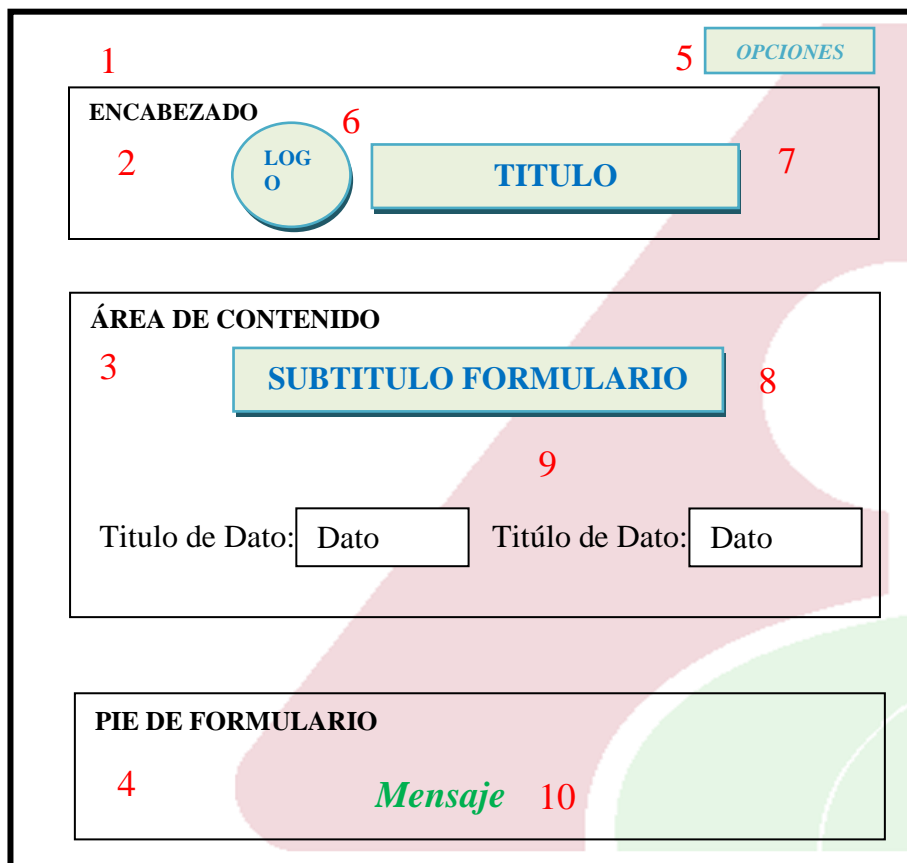 1
5
OPCIONES
ENCABEZADO
6
2
LOG
O
TITULO
7
ÁREA DE CONTENIDO
3
SUBTITULO FORMULARIO
8
9
Titulo de Dato:
Dato
Titúlo de Dato:
Dato
PIE DE FORMULARIO
4
Mensaje
10